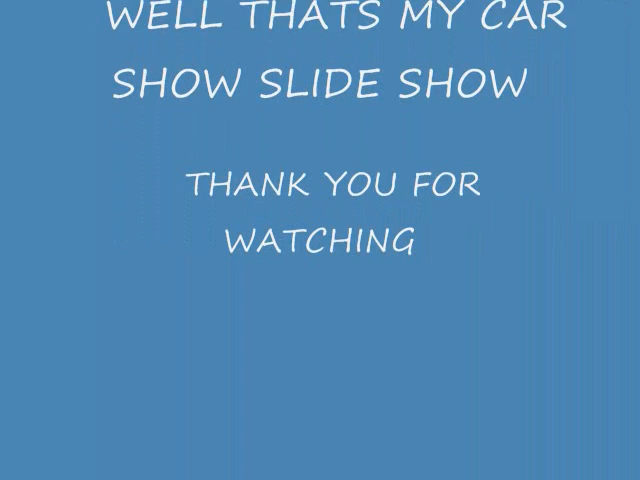 WELL THATS MY CAR
SHOW SLIDE SHOW
THANK YOU FOR
WATCHING